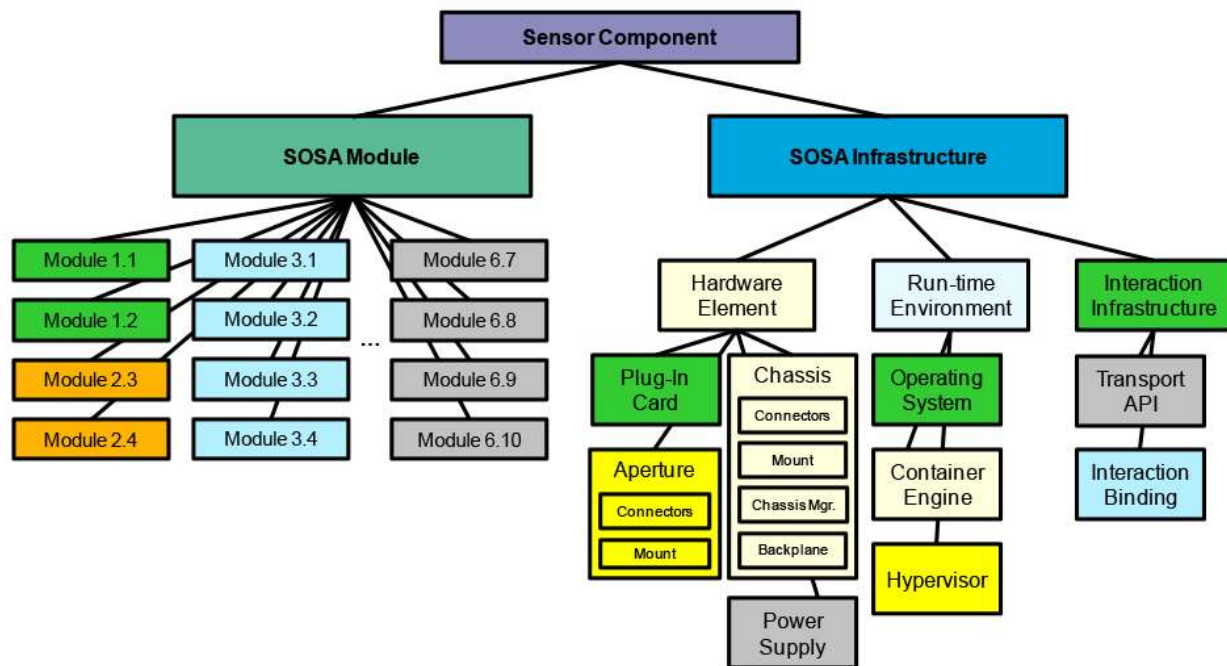 Sensor Component
SOSA Module
SOSA Infrastructure
Module 1.1
Module 3.1
Module 6.7
Module 1.2
Module 3.2
Module 6.8
...
Module 2.3
Module 3.3
Module 6.9
Module 2.4
Module 3.4
Module 6.10
Hardware
Element
Run-time
Environment
Interaction
Infrastructure
Plug-In
Card
Chassis
Connectors
Mount
Chassis Mgr.
Backplane
Aperture
Connectors
Mount
Power
Supply
Operating
System
Container
Engine
Hypervisor
Transport
API
Interaction
Binding